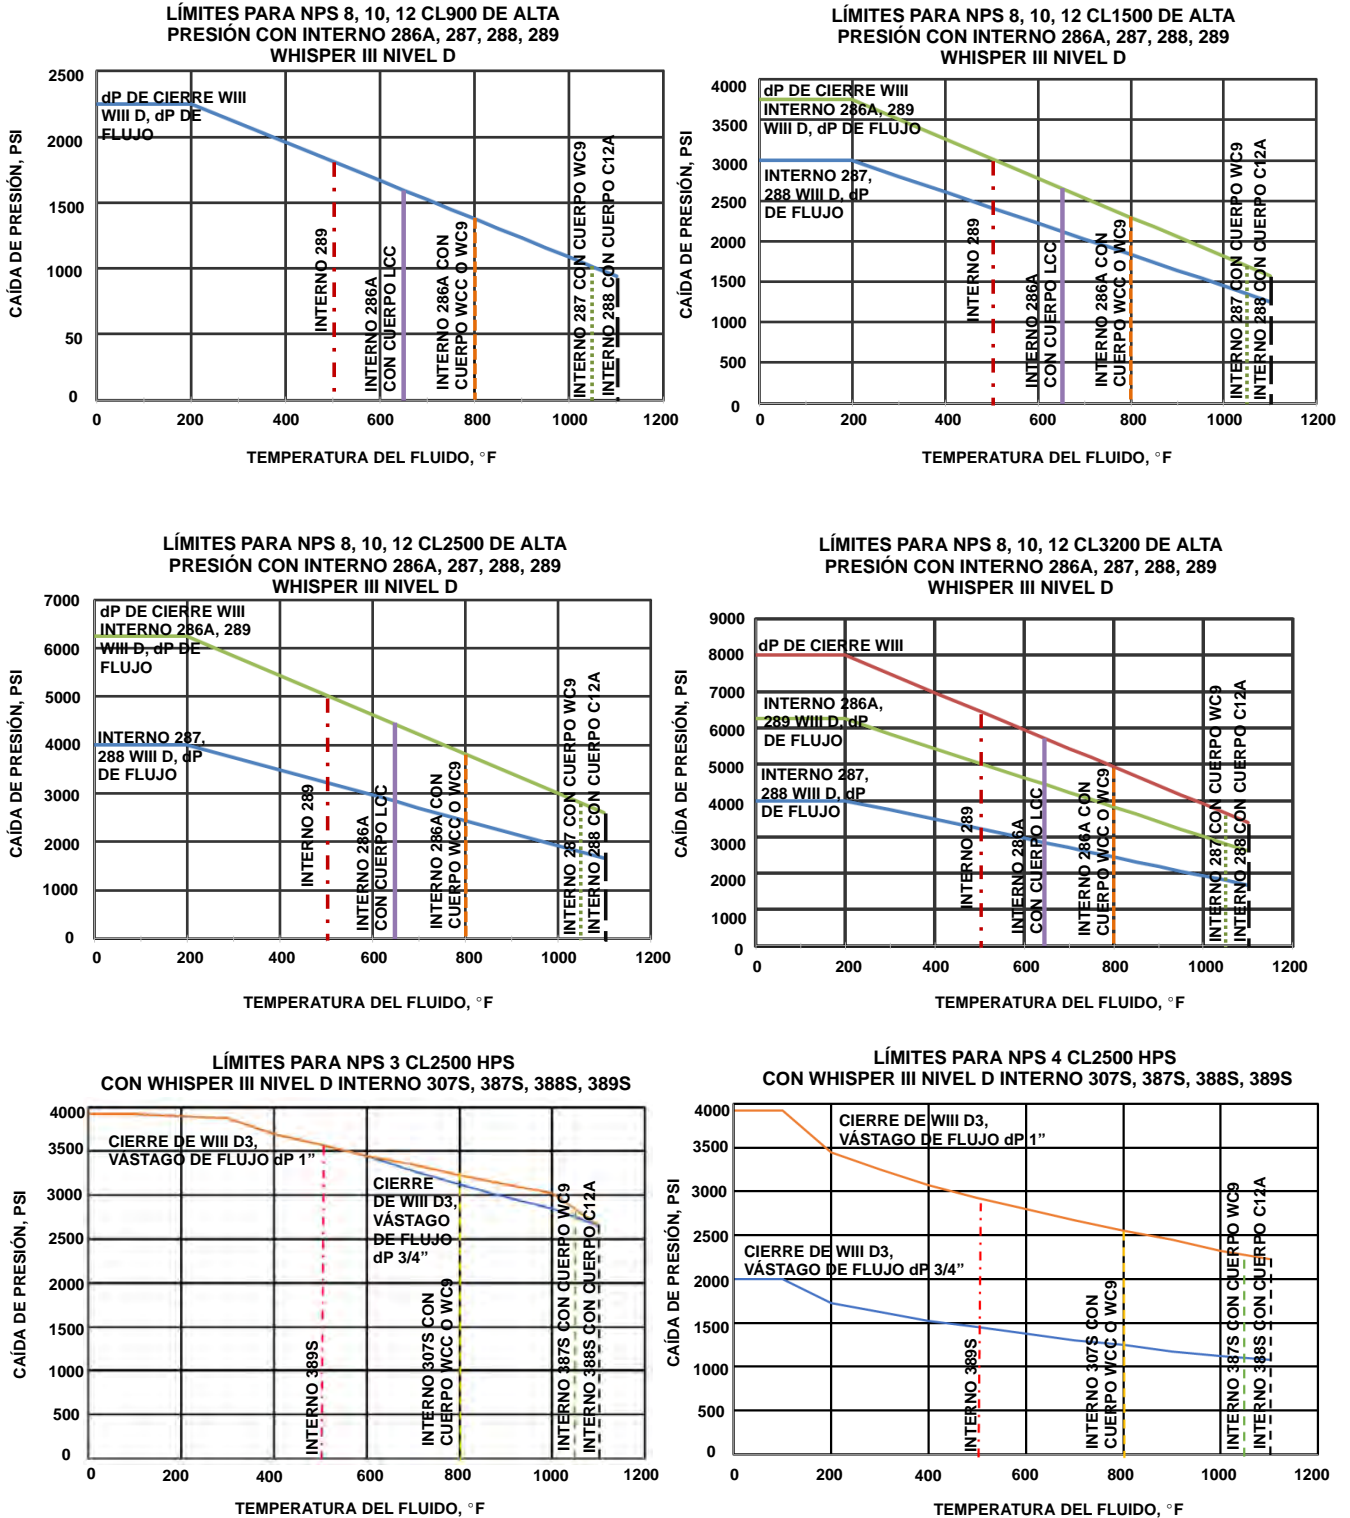 LÍMITES PARA NPS 8, 10, 12 CL900 DE ALTA
PRESIÓN CON INTERNO 286A, 287, 288, 289
WHISPER III NIVEL D
CAÍDA DE PRESIÓN, PSI
2500
2000
1500
1000
50
0
dP DE CIERRE WIII
WIII D, dP DE
FLUJO
INTERNO 289
INTERNO 286A
CON CUERPO LCC
INTERNO 286A CON
CUERPO WCC O WC9
INTERNO 287 CON CUERPO WC9
INTERNO 288 CON CUERPO C12A
0 200 400 600 800 1000 1200
TEMPERATURA DEL FLUIDO, °F
LÍMITES PARA NPS 8, 10, 12 CL1500 DE ALTA
PRESIÓN CON INTERNO 286A, 287, 288, 289
WHISPER III NIVEL D
CAÍDA DE PRESIÓN, PSI
4000
3500
3000
2500
2000
1500
1000
500
0
dP DE CIERRE WIII
INTERNO 286A, 289
WIII D, dP DE FLUJO
INTERNO 287,
288 WIII D, dP
DE FLUJO
INTERNO 289
INTERNO 286A
CON CUERPO LCC
INTERNO 286A CON
CUERPO WCC O WC9
INTERNO 287 CON CUERPO WC9
INTERNO 288 CON CUERPO C12A
0 200 400 600 800 1000 1200
TEMPERATURA DEL FLUIDO, °F
LÍMITES PARA NPS 8, 10, 12 CL2500 DE ALTA
PRESIÓN CON INTERNO 286A, 287, 288, 289
WHISPER III NIVEL D
CAÍDA DE PRESIÓN, PSI
7000
6000
5000
4000
3000
2000
1000
0
dP DE CIERRE WIII
INTERNO 286A, 289
WIII D, dP DE
FLUJO
INTERNO 287,
288 WIII D, dP
DE FLUJO
INTERNO 289
INTERNO 286A
CON CUERPO LCC
INTERNO 286A CON
CUERPO WCC O WC9
INTERNO 287 CON CUERPO WC9
INTERNO 288 CON CUERPO C12A
0 200 400 600 800 1000 1200
TEMPERATURA DEL FLUIDO, °F
LÍMITES PARA NPS 8, 10, 12 CL3200 DE ALTA
PRESIÓN CON INTERNO 286A, 287, 288, 289
WHISPER III NIVEL D
CAÍDA DE PRESIÓN, PSI
9000
8000
7000
6000
5000
4000
3000
2000
1000
0
dP DE CIERRE WIII
INTERNO 286A,
289 WIII D, dP
DE FLUJO
INTERNO 287,
288 WIII D, dP
DE FLUJO
INTERNO 289
INTERNO 286A
CON CUERPO LCC
INTERNO 286A CON
CUERPO WCC O WC9
INTERNO 287 CON CUERPO WC9
INTERNO 288 CON CUERPO C12A
0 200 400 600 800 1000 1200
TEMPERATURA DEL FLUIDO, °F
LÍMITES PARA NPS 3 CL2500 HPS
CON WHISPER III NIVEL D INTERNO 307S, 387S, 388S, 389S
CAÍDA DE PRESIÓN, PSI
4000
3500
3000
2500
2000
1500
1000
500
0
CIERRE DE WIII D3,
VÁSTAGO DE FLUJO dP 1”
CIERRE
DE WIII D3,
VÁSTAGO
DE FLUJO
dP 3/4”
INTERNO 389S
INTERNO 307S CON
CUERPO WCC O WC9
INTERNO 387S CON CUERPO WC9
INTERNO 388S CON CUERPO C12A
0 200 400 600 800 1000 1200
TEMPERATURA DEL FLUIDO, °F
LÍMITES PARA NPS 4 CL2500 HPS
CON WHISPER III NIVEL D INTERNO 307S, 387S, 388S, 389S
CAÍDA DE PRESIÓN, PSI
4000
3500
3000
2500
2000
1500
1000
500
0
CIERRE DE WIII D3,
VÁSTAGO DE FLUJO dP 1”
CIERRE DE WIII D3,
VÁSTAGO DE FLUJO dP 3/4”
INTERNO 389S
INTERNO 307S CON
CUERPO WCC O WC9
INTERNO 387S CON CUERPO WC9
INTERNO 388S CON CUERPO C12A
0 200 400 600 800 1000 1200
TEMPERATURA DEL FLUIDO, °F